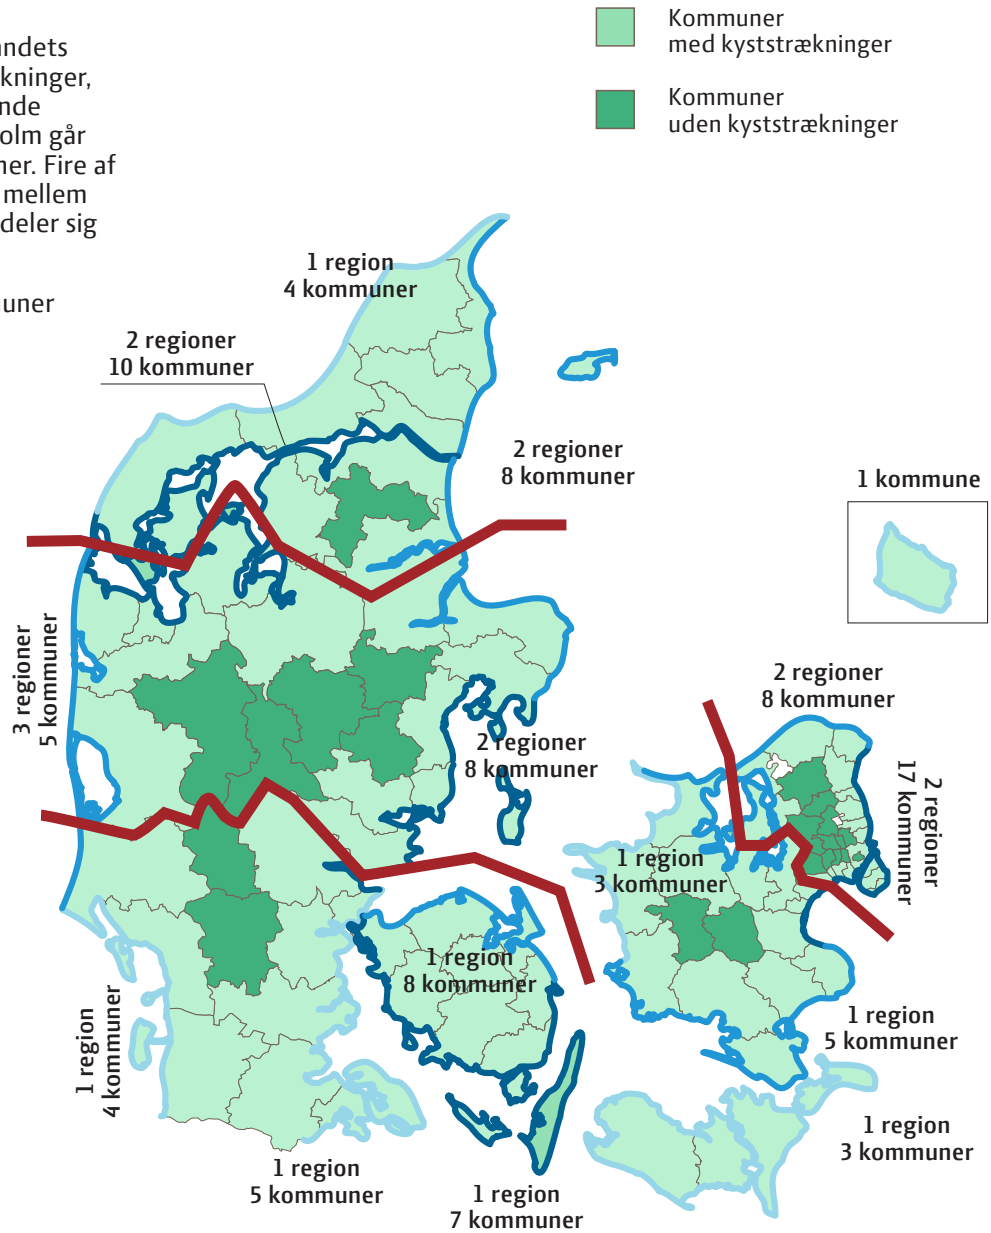 Kommuner
med kyststrækninger
Kommuner
uden kyststrækninger
ndets
kninger,
nde
olm går
ner. Fire af
mellem
deler sig
uner
1 region
4 kommuner
2 regioner
10 kommuner
2 regioner
8 kommuner
1 kommune
3 regioner
5 kommuner
2 regioner
8 kommuner
2 regioner
8 kommuner
2 regioner
17 kommuner
1 region
3 kommuner
1 region
8 kommuner
1 region
4 kommuner
1 region
5 kommuner
1 region
3 kommuner
1 region
5 kommuner
1 region
7 kommuner